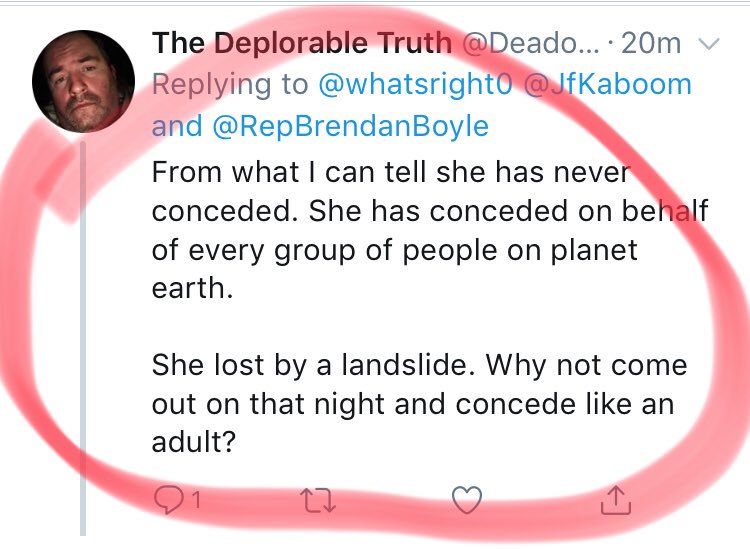 The Deplorable Truth @Deado... · 20m
Replying to @whatsright0 @JfKaboom
and @RepBrendanBoyle
From what I can tell she has never
conceded. She has conceded on behalf
of every group of people on planet
earth.
She lost by a landslide. Why not come
out on that night and concede like an
adult?
1